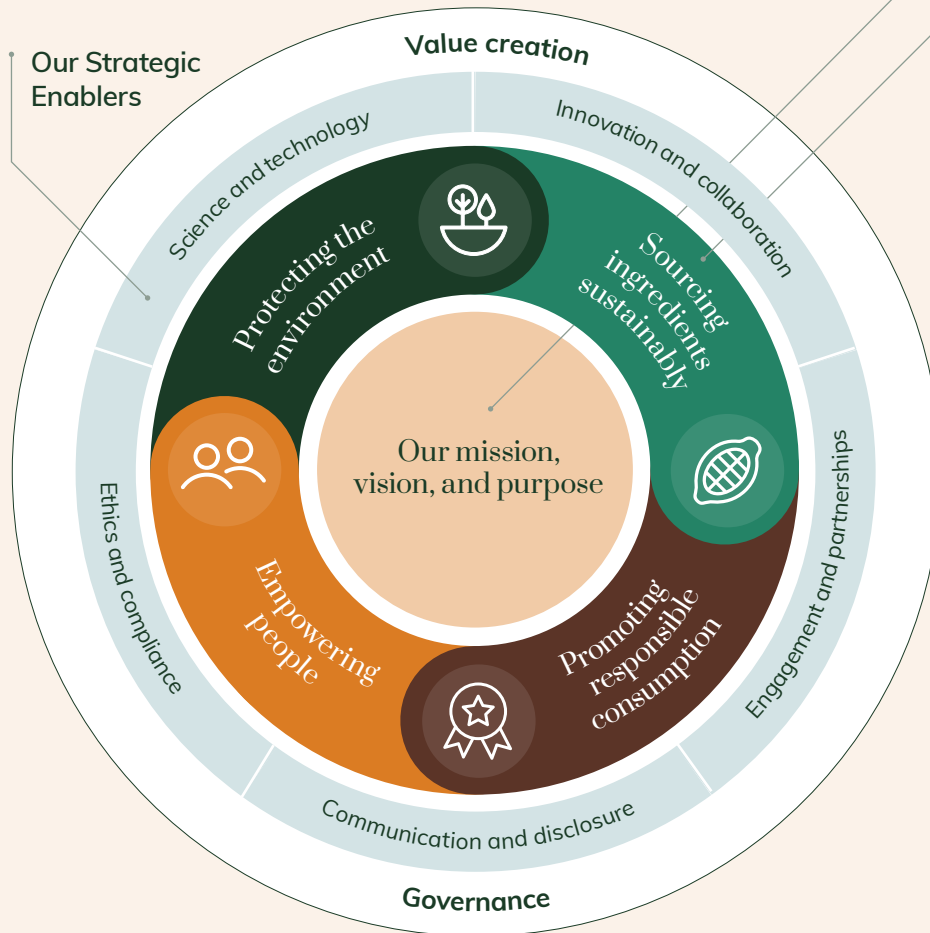 Value creation
Our Strategic
Enablers
Science and technology
Innovation and collaboration
Protecting the
environment
Sourcing
ingredients
sustainably
Our mission,
vision, and purpose
Ethics and compliance
Engagement and partnerships
Empowering
people
Promoting
responsible
consumption
Communication and disclosure
Governance